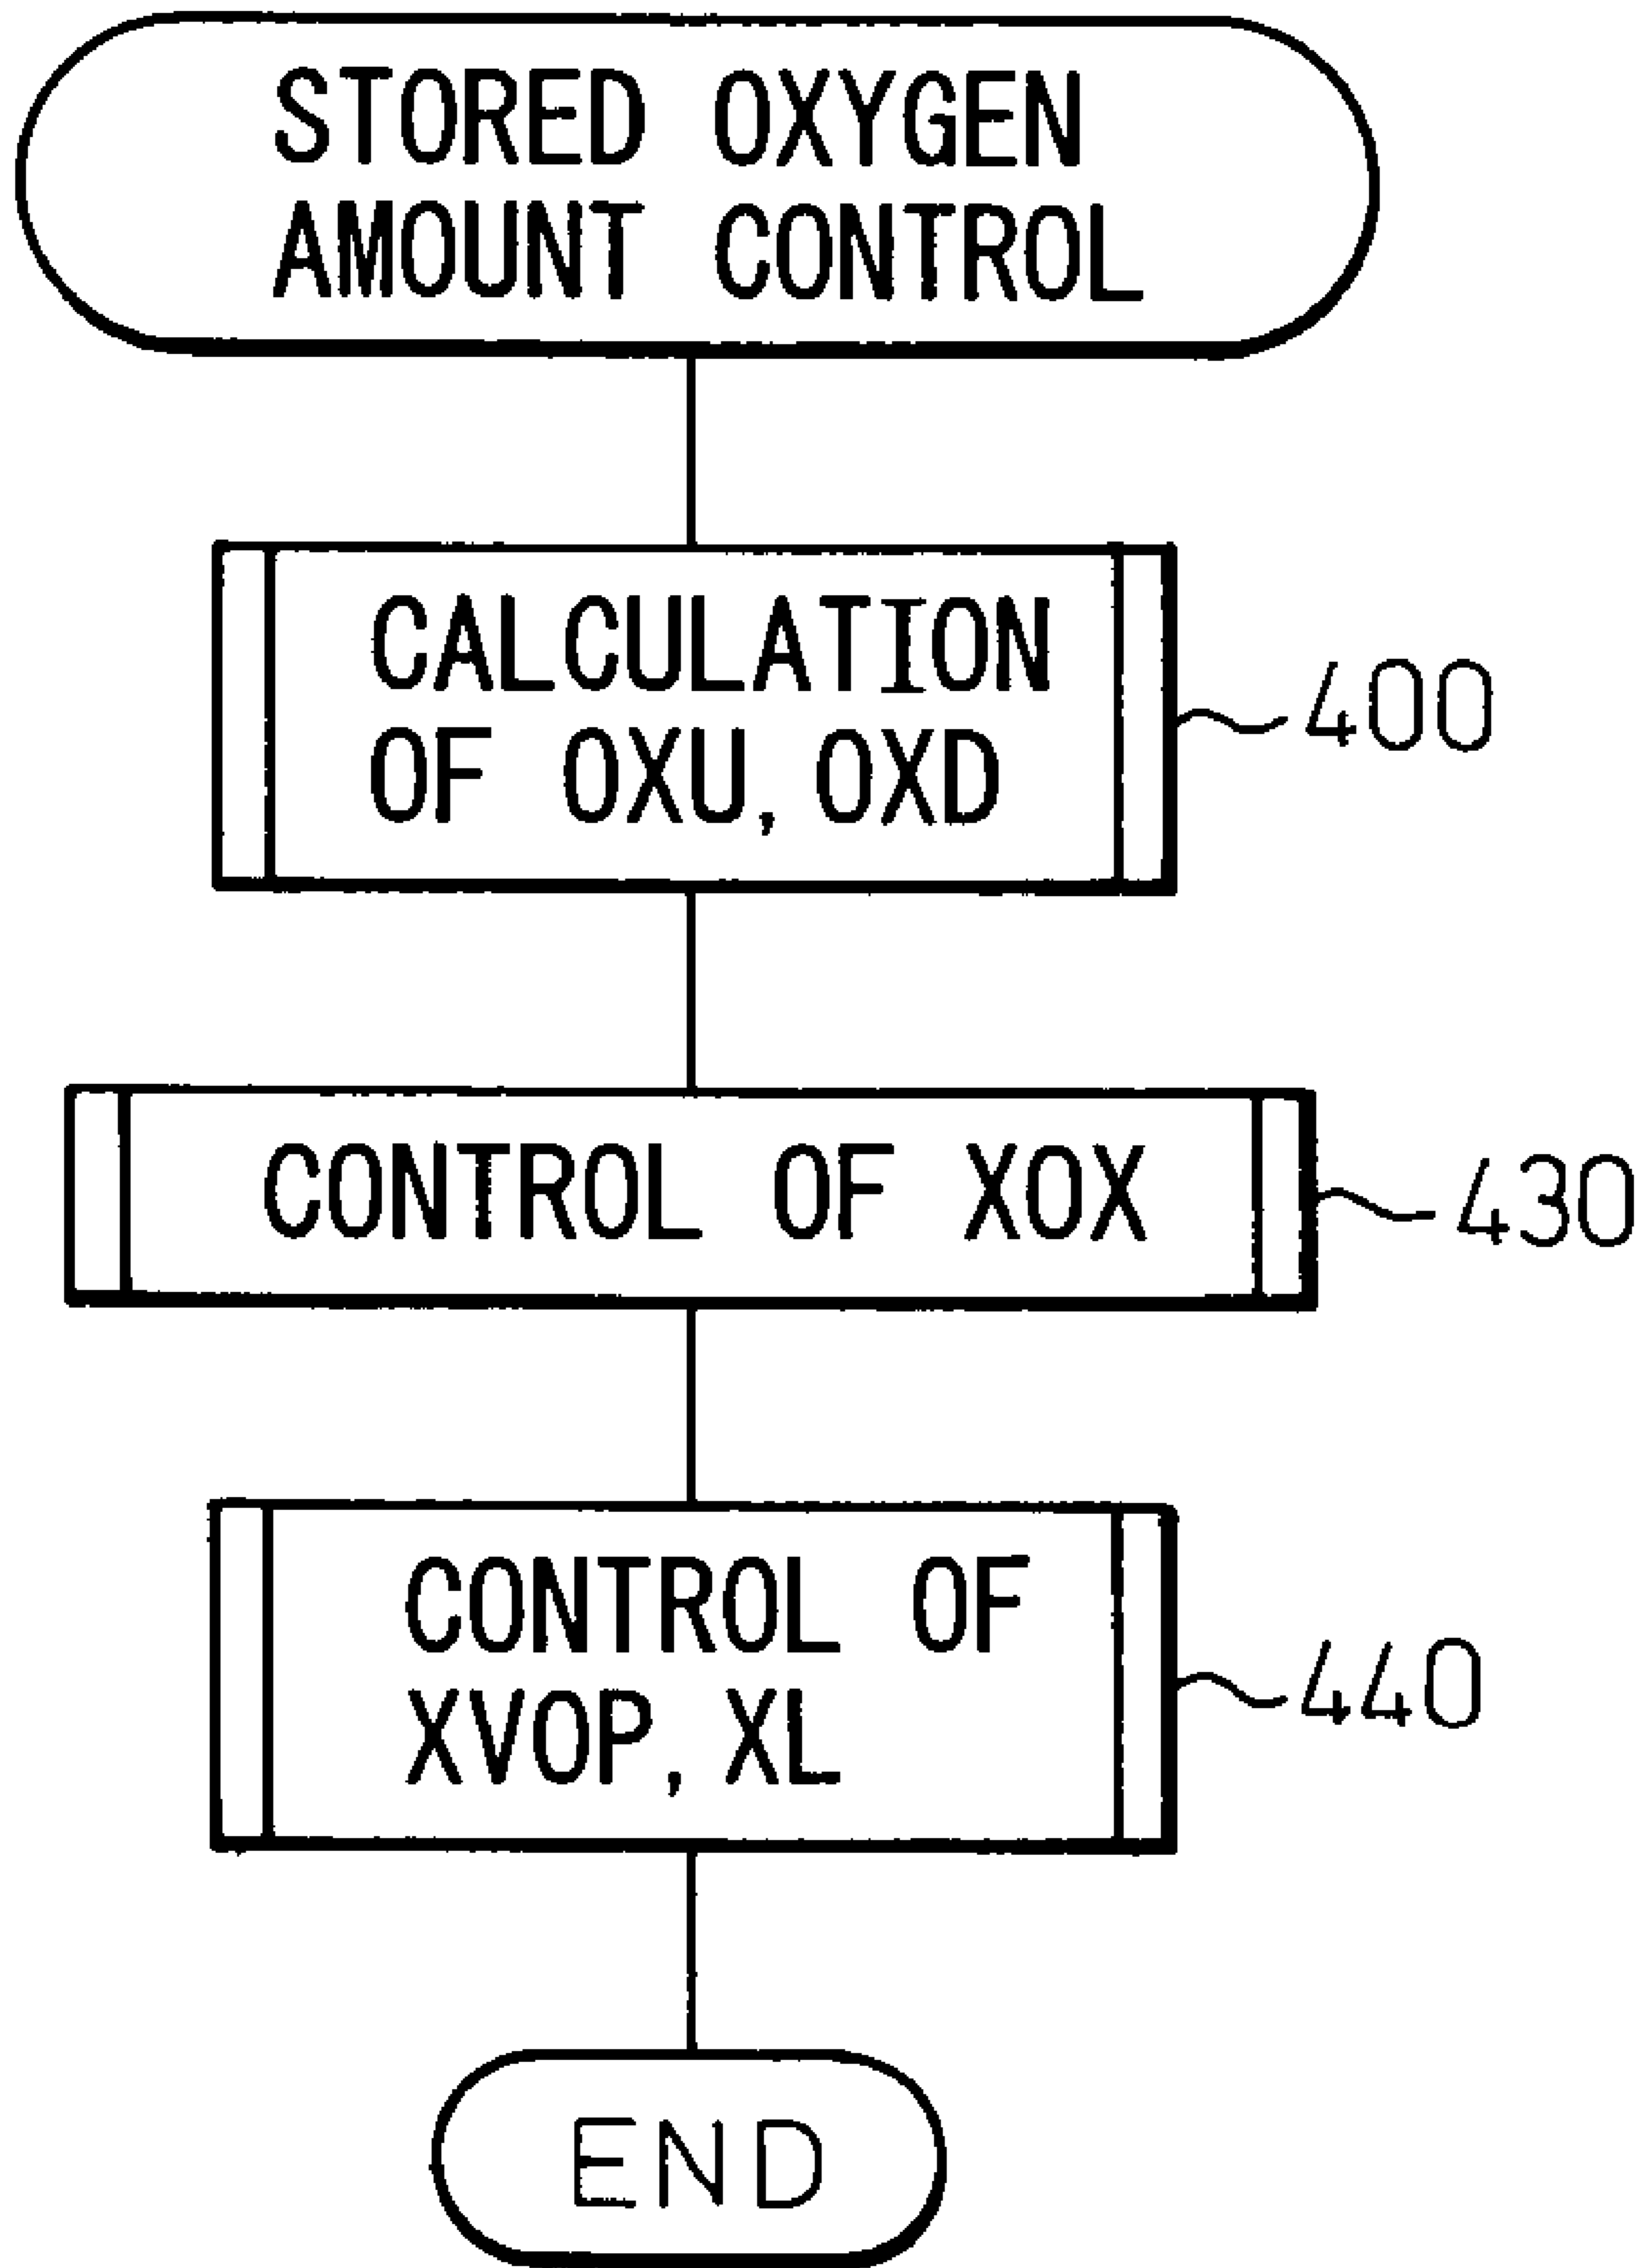 STORED OXYGEN
AMOUNT CONTROL
CALCULATION
OF OXU, OXD
400
CONTROL OF XOX
430
CONTROL OF
XVOP, XL
440
END